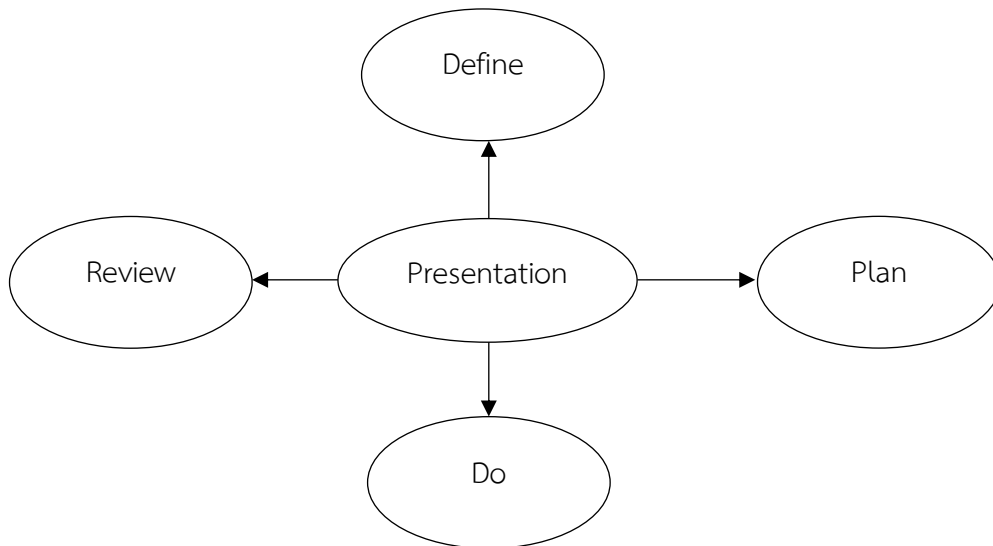 Define
Review
Presentation
Plan
Do